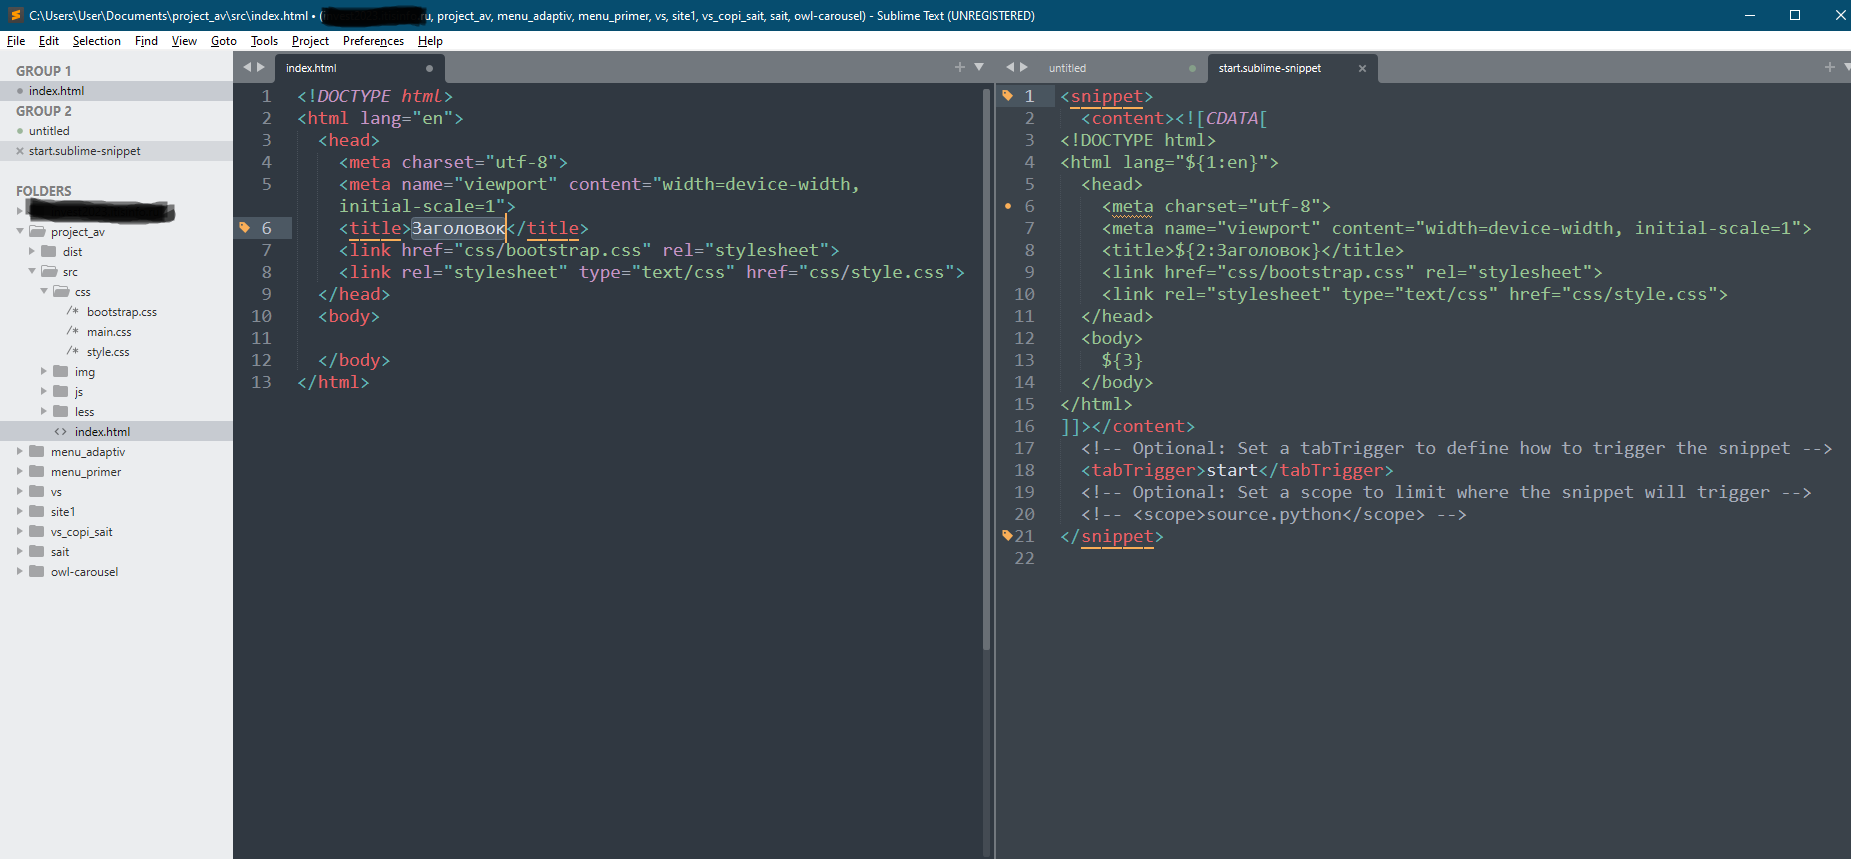 C:\Users\User\Documents\project_av\src\index.html • (ru, project_av, menu_adaptiv, menu_primer, vs, site1, vs_copi_sait, sait, owl-carousel) - Sublime Text (UNREGISTERED)
File Edit Selection Find View Goto Tools Project Preferences Help
GROUP 1
index.html
GROUP 2
untitled
start.sublime-snippet
FOLDERS
project_av
dist
src
css
/* bootstrap.css
/* main.css
/* style.css
img
js
less
<> index.html
menu_adaptiv
menu_primer
vs
site1
vs_copi_sait
sait
owl-carousel
index.html
1 <!DOCTYPE html>
2 <html lang="en">
3 <head>
4 <meta charset="utf-8">
5 <meta name="viewport" content="width=device-width,
initial-scale=1">
6 <title>Заголовок</title>
7 <link href="css/bootstrap.css" rel="stylesheet">
8 <link rel="stylesheet" type="text/css" href="css/style.css">
9 </head>
10 <body>
11
12 </body>
13 </html>
untitled
start.sublime-snippet
1 <snippet>
2 <content><![CDATA[
3 <!DOCTYPE html>
4 <html lang="${1:en}">
5 <head>
6 <meta charset="utf-8">
7 <meta name="viewport" content="width=device-width, initial-scale=1">
8 <title>${2:Заголовок}</title>
9 <link href="css/bootstrap.css" rel="stylesheet">
10 <link rel="stylesheet" type="text/css" href="css/style.css">
11 </head>
12 <body>
13 ${3}
14 </body>
15 </html>
16 ]]></content>
17 <!-- Optional: Set a tabTrigger to define how to trigger the snippet -->
18 <tabTrigger>start</tabTrigger>
19 <!-- Optional: Set a scope to limit where the snippet will trigger -->
20 <!-- <scope>source.python</scope> -->
21 </snippet>
22